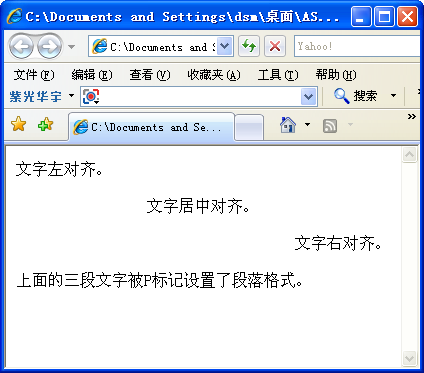 C:\Documents and Settings\dsm\桌面\AS...
C:\Documents and S
Yahoo!
文件(F) 编辑(E) 查看(V) 收藏夹(A) 工具(T) 帮助(H)
紫光华宇 搜索
C:\Documents and Se...
文字左对齐。
文字居中对齐。
文字右对齐。
上面的三段文字被P标记设置了段落格式。